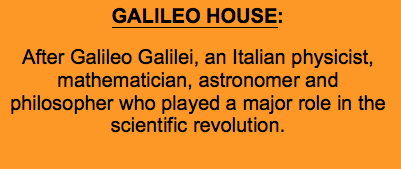 GALILEO HOUSE:
After Galileo Galilei, an Italian physicist,
mathematician, astronomer and
philosopher who played a major role in the
scientific revolution.